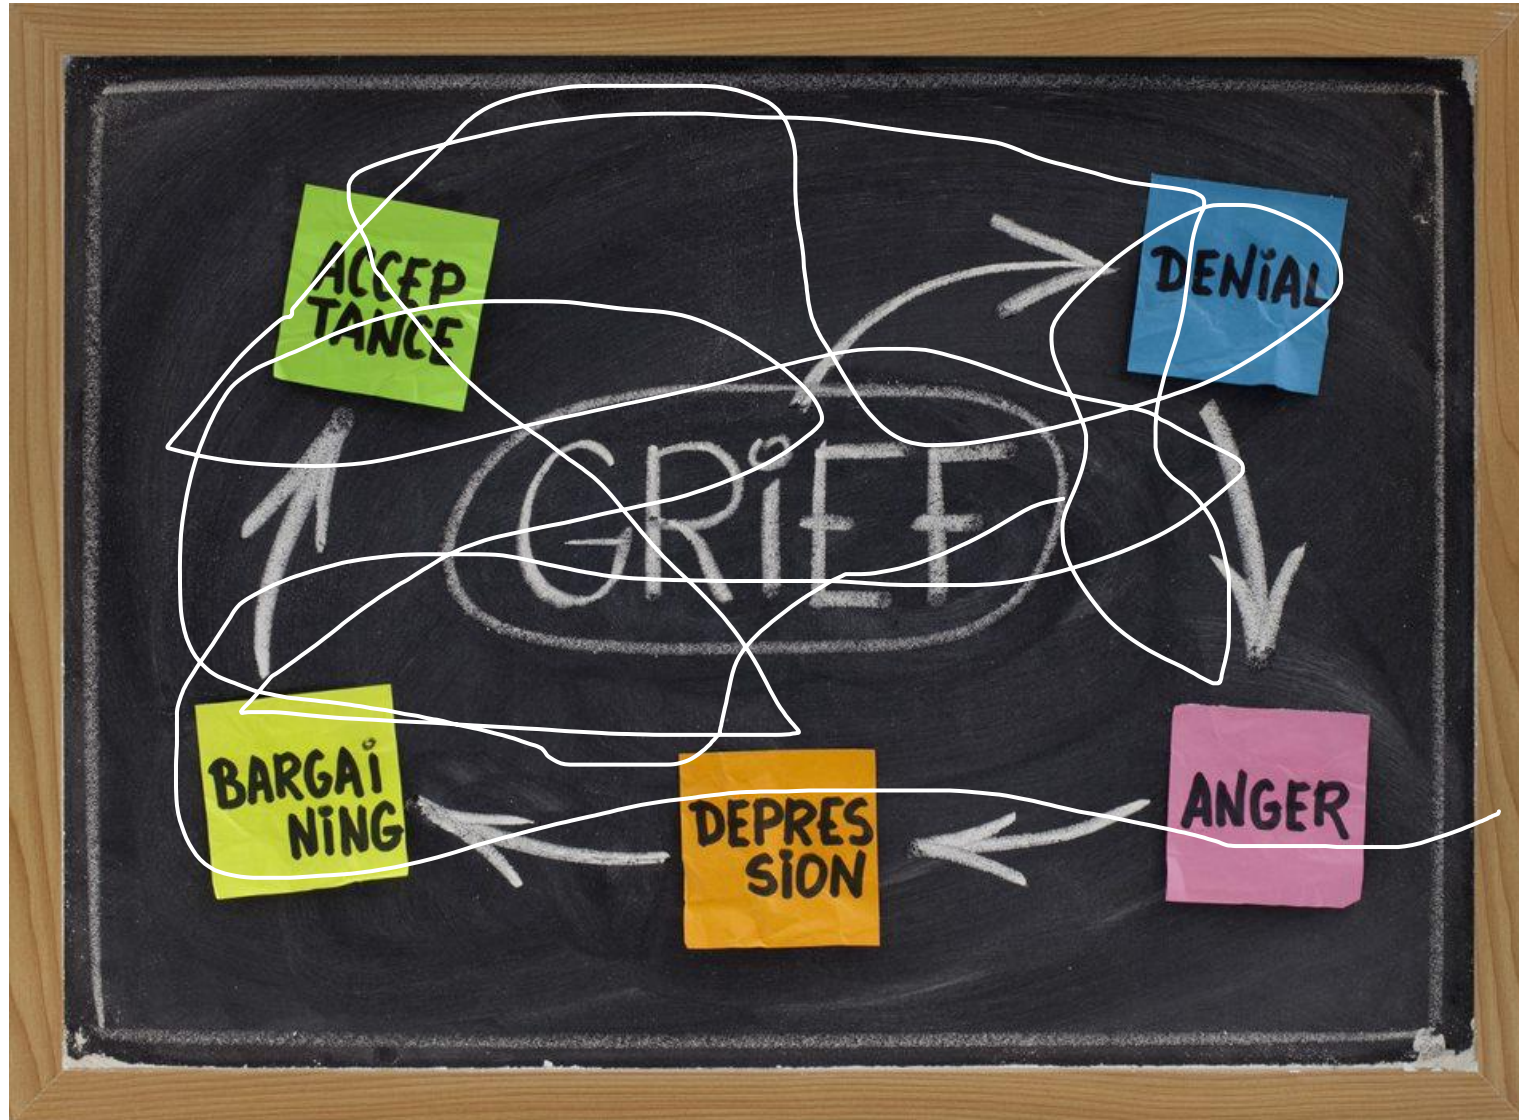 GRiEF
DENiAL
ANGER
DEPRES
SiON
BARGAi
NiNG
ACCEP
TANCE